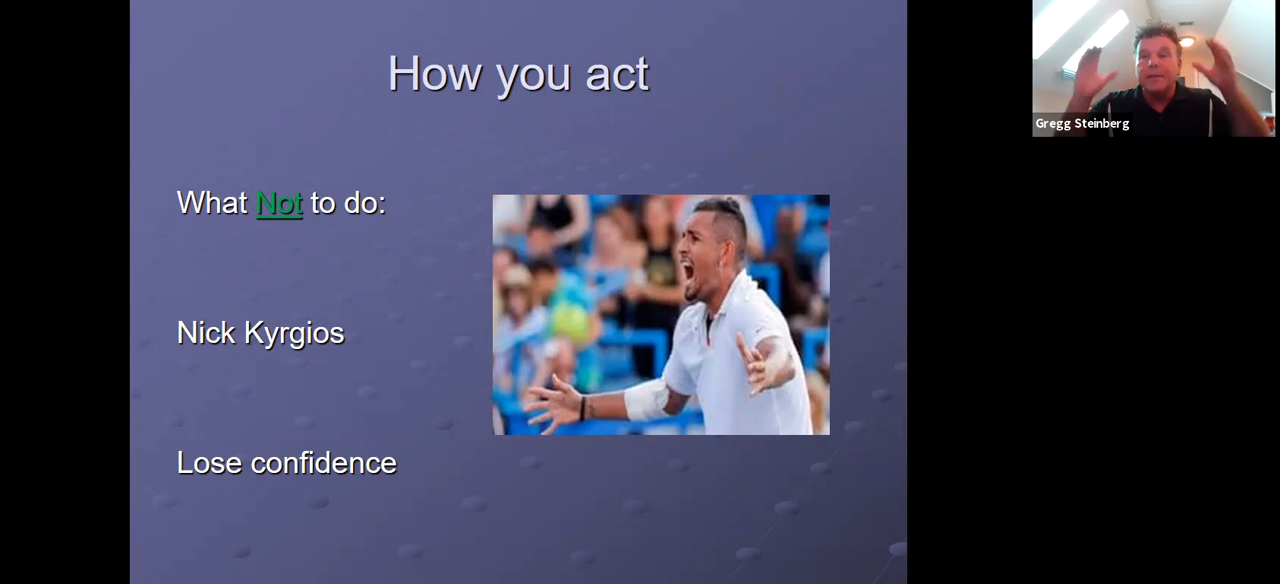 How you act
What Not to do:
Nick Kyrgios
Lose confidence
Gregg Steinberg